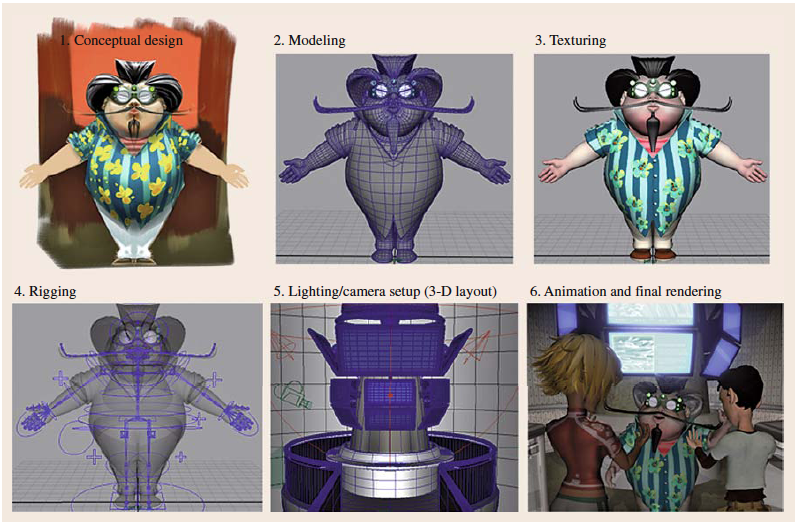 1. Conceptual design
2. Modeling
3. Texturing
4. Rigging
5. Lighting/camera setup (3-D layout)
6. Animation and final rendering